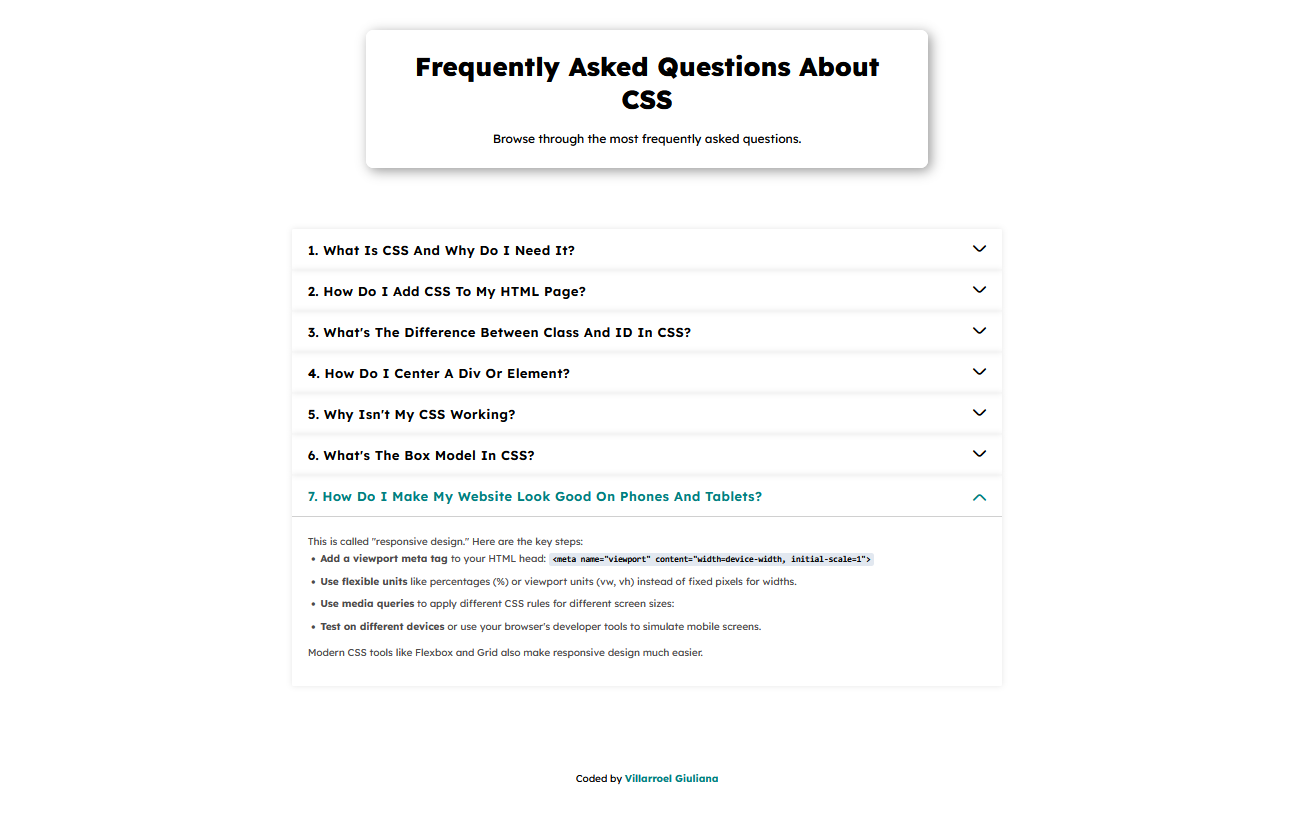 Frequently Asked Questions About
CSS
Browse through the most frequently asked questions.
1. What Is CSS And Why Do I Need It?
2. How Do I Add CSS To My HTML Page?
3. What's The Difference Between Class And ID In CSS?
4. How Do I Center A Div Or Element?
5. Why Isn't My CSS Working?
6. What's The Box Model In CSS?
7. How Do I Make My Website Look Good On Phones And Tablets?
This is called "responsive design." Here are the key steps:
• Add a viewport meta tag to your HTML head: <meta name="viewport" content="width=device-width, initial-scale=1">
• Use flexible units like percentages (%) or viewport units (vw, vh) instead of fixed pixels for widths.
• Use media queries to apply different CSS rules for different screen sizes:
• Test on different devices or use your browser's developer tools to simulate mobile screens.
Modern CSS tools like Flexbox and Grid also make responsive design much easier.
Coded by Villarroel Giuliana